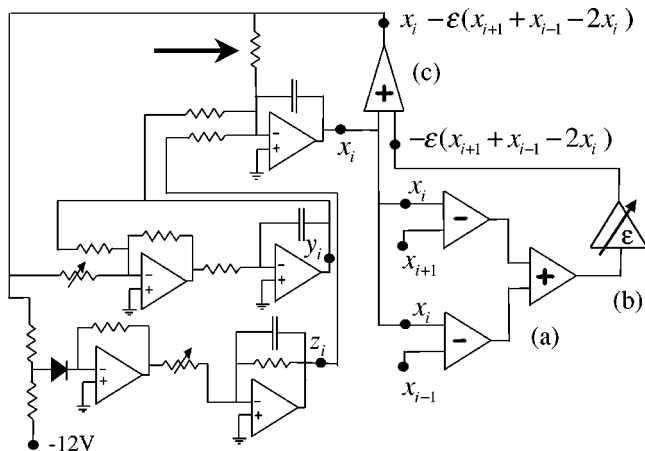 x_i −ε(x_{i+1} + x_{i-1} − 2x_i)
(c)
+
−ε(x_{i+1} + x_{i-1} − 2x_i)
−
+
x_i
x_i
−
x_{i+1}
ε
−
+
−
+
y_i
+
(b)
x_i
(a)
−
x_{i-1}
−
+
z_i
−
+
-12V